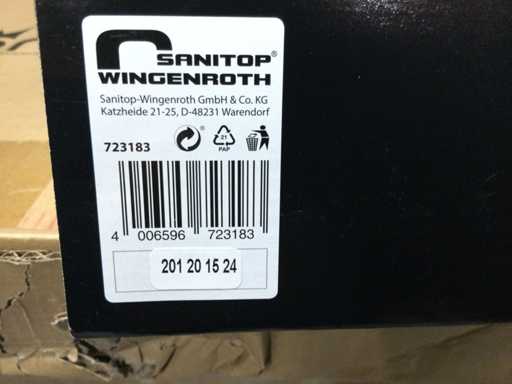 SANITOP®
WINGENROTH
Sanitop-Wingenroth GmbH & Co. KG
Katzheide 21-25, D-48231 Warendorf
723183
21
PAP
4 006596 723183
201 20 15 24